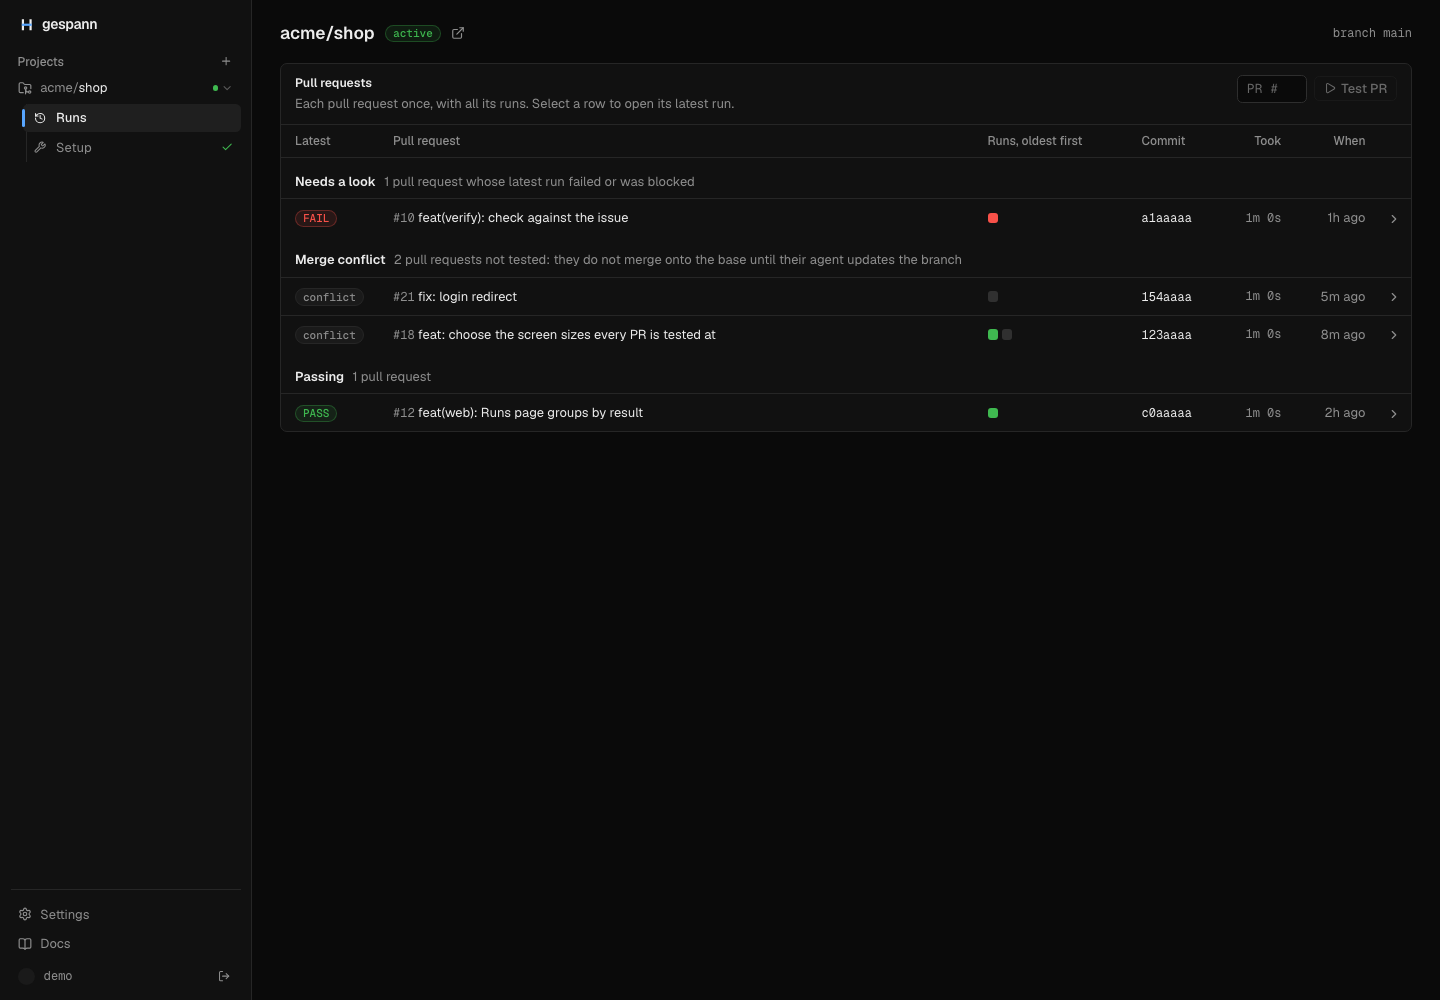 gespann
Projects
acme/shop
Runs
Setup
Settings
Docs
demo
acme/shop active
branch main
Pull requests
Each pull request once, with all its runs. Select a row to open its latest run.
PR #
Test PR
Latest Pull request Runs, oldest first Commit Took When
Needs a look 1 pull request whose latest run failed or was blocked
FAIL #10 feat(verify): check against the issue a1aaaaa 1m 0s 1h ago
Merge conflict 2 pull requests not tested: they do not merge onto the base until their agent updates the branch
conflict #21 fix: login redirect 154aaaa 1m 0s 5m ago
conflict #18 feat: choose the screen sizes every PR is tested at 123aaaa 1m 0s 8m ago
Passing 1 pull request
PASS #12 feat(web): Runs page groups by result c0aaaaa 1m 0s 2h ago